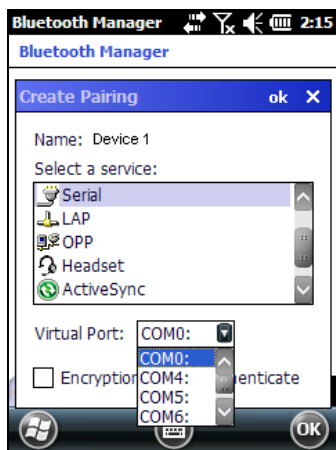 Bluetooth Manager 2:15
Bluetooth Manager
Create Pairing ok X
Name: Device 1
Select a service:
Serial
LAP
OPP
Headset
ActiveSync
Virtual Port: COM0:
COM0:
Encryption enticate
COM4:
COM5:
COM6:
OK